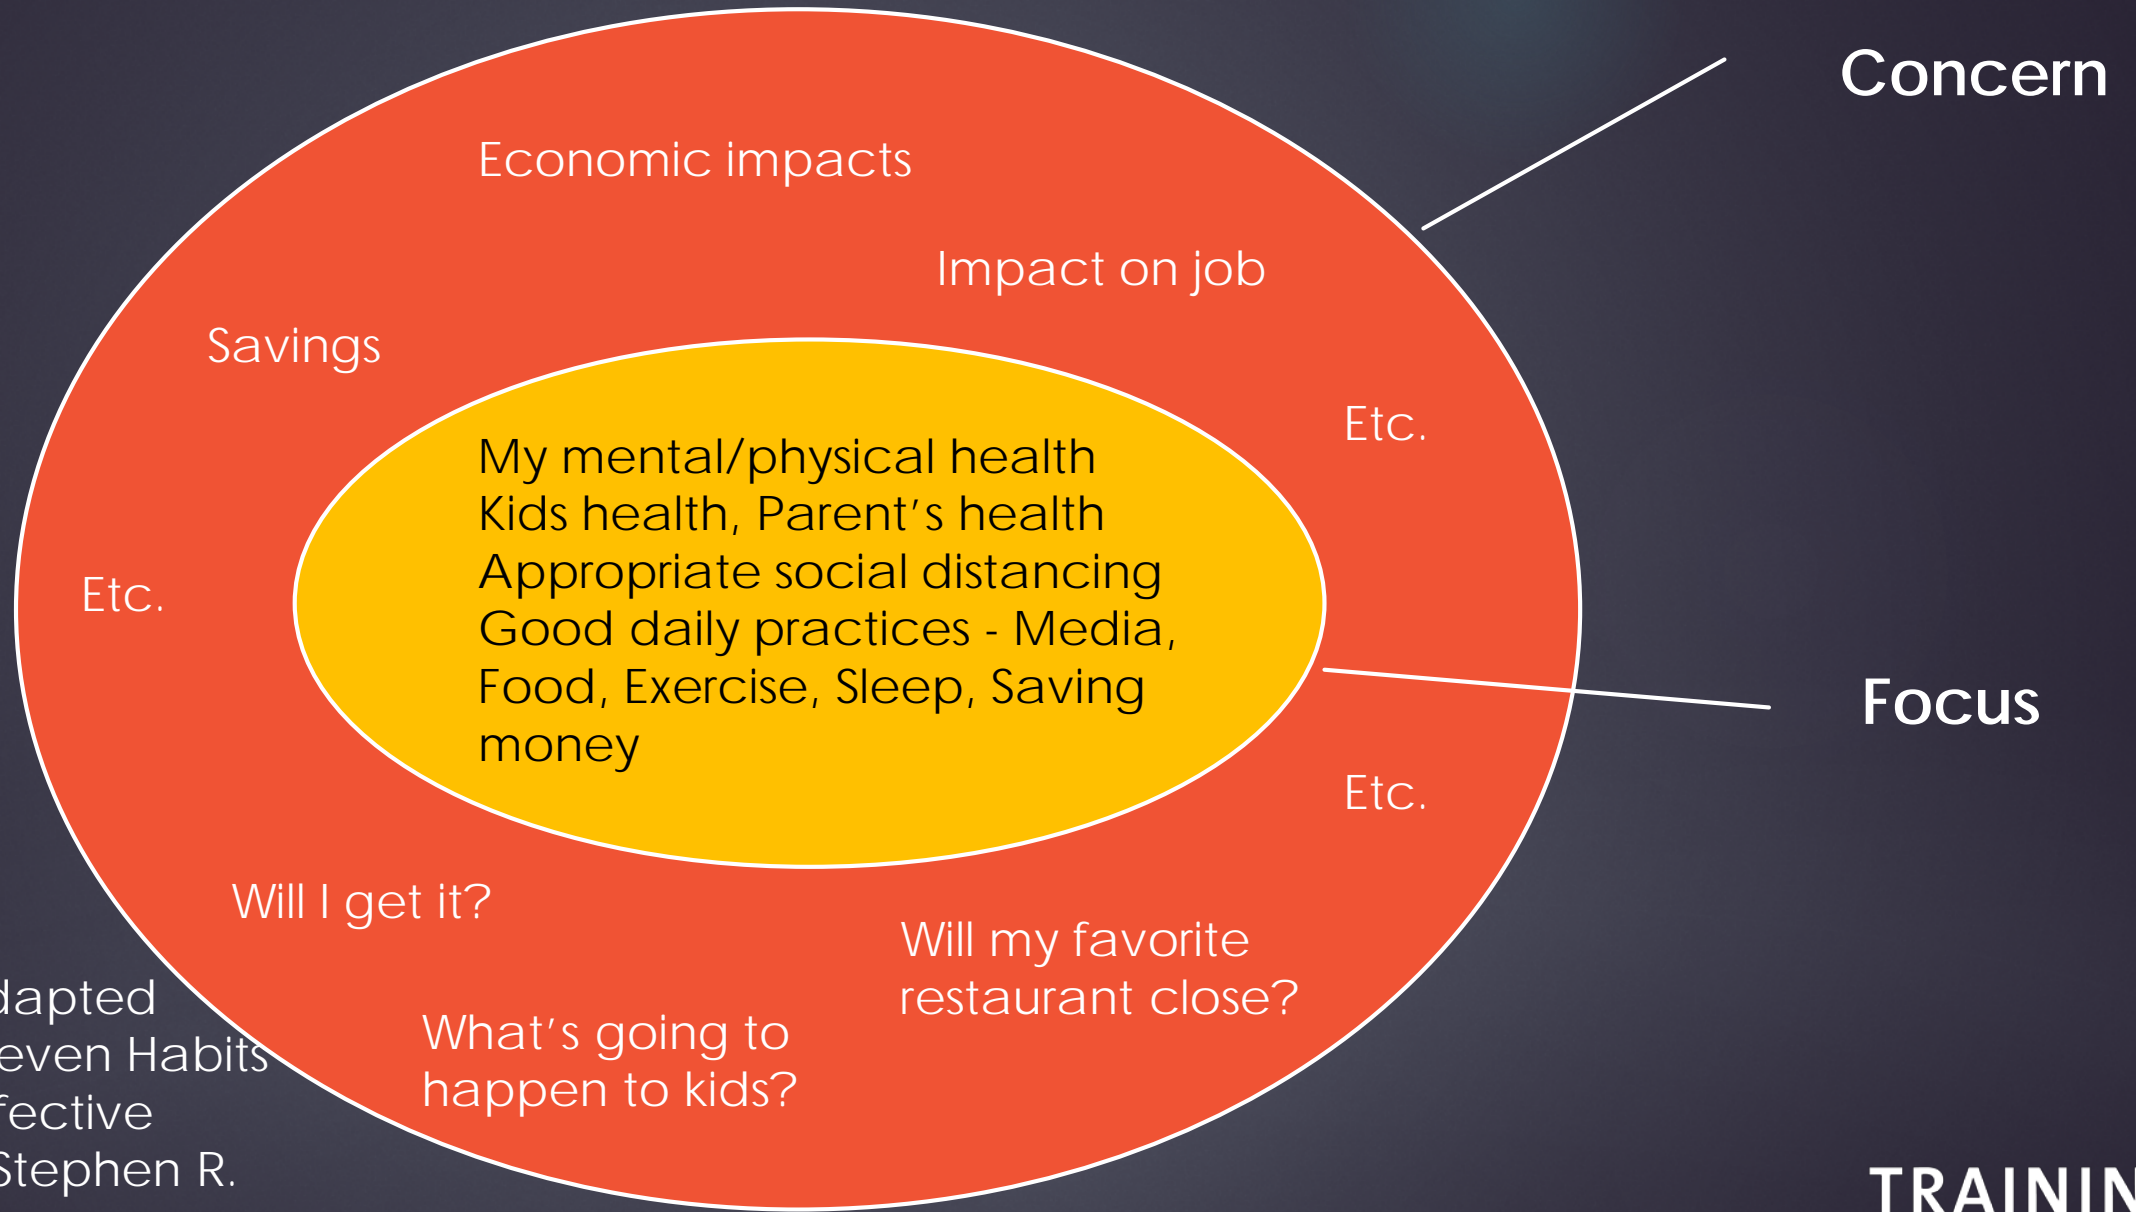 Concern
Economic impacts
Impact on job
Savings
Etc.
My mental/physical health
Kids health, Parent’s health
Appropriate social distancing
Good daily practices - Media,
Food, Exercise, Sleep, Saving
money
Etc.
Focus
Etc.
Will I get it?
Will my favorite
restaurant close?
What’s going to
happen to kids?
dapted
even Habits
fective
Stephen R.
TRAININ